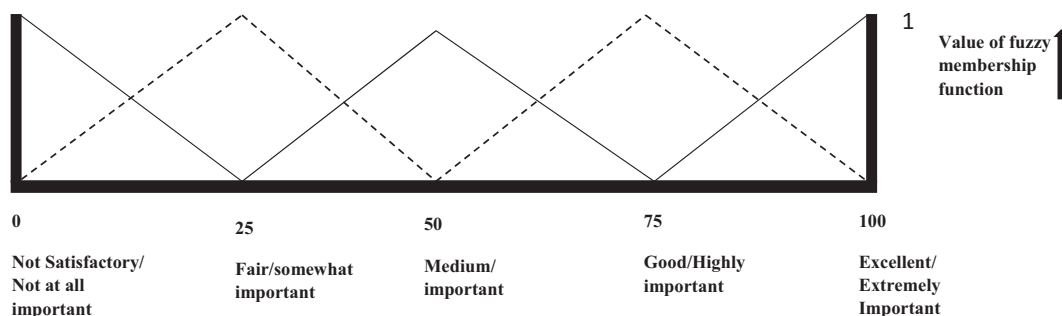 1
Value of fuzzy
membership
function
0
25
50
75
100
Not Satisfactory/
Not at all
important
Fair/somewhat
important
Medium/
important
Good/Highly
important
Excellent/
Extremely
Important